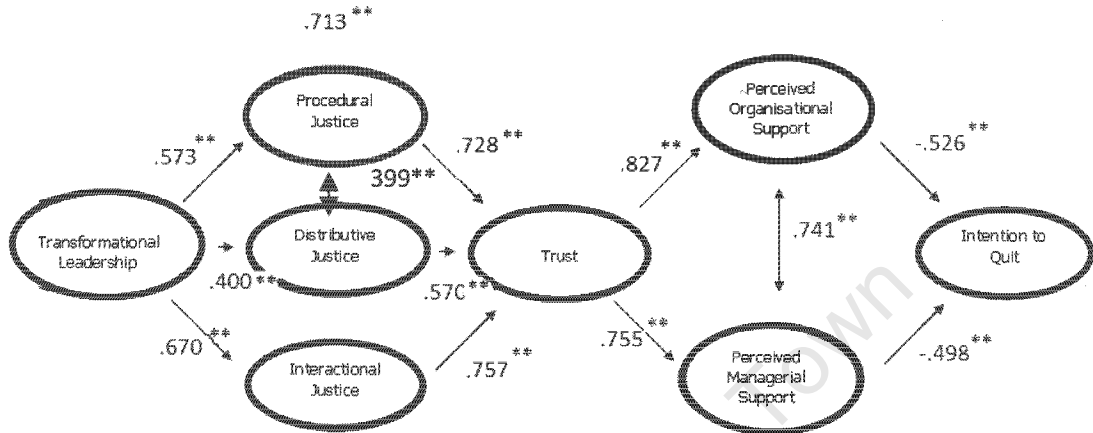 .713**
Procedural
Justice
Perceived
Organisational
Support
.573**
.728**
399**
.827**
-.526**
Transformational
Leadership
Distributive
Justice
Trust
.741**
Intention to
Quit
.400**
.570**
.670**
Interactional
Justice
.757**
.755**
Perceived
Managerial
Support
-.498**
Town